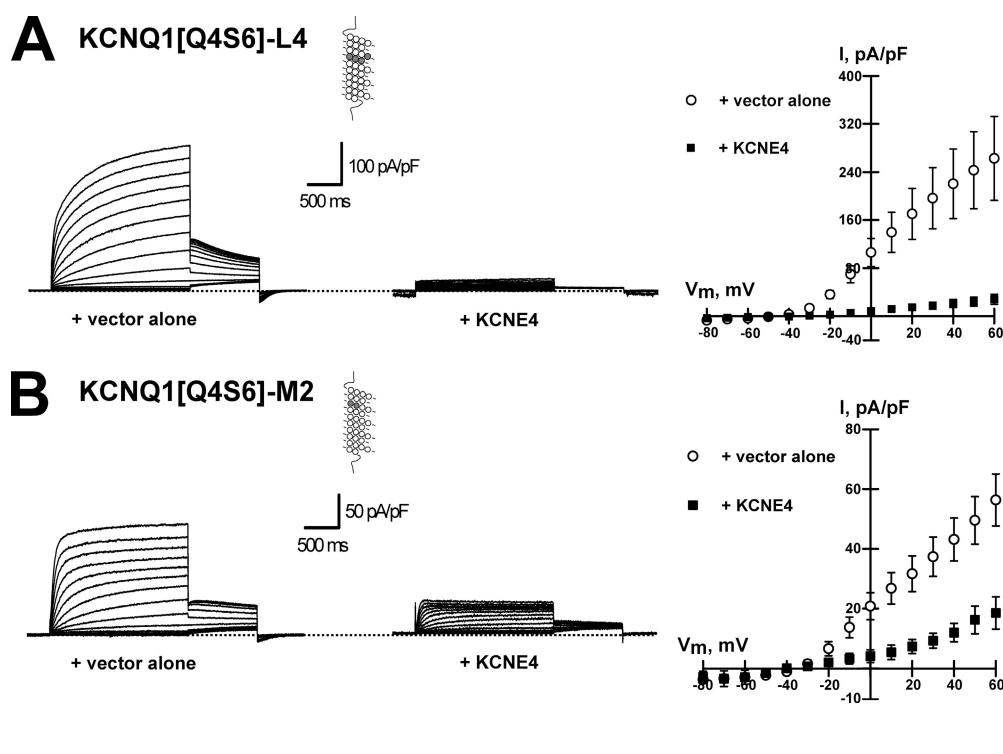 A
KCNQ1[Q4S6]-L4
100 pA/pF
500 ms
+ vector alone
+ KCNE4
I, pA/pF
400
+ vector alone
320
+ KCNE4
240
160
80
Vm, mV
-80 -60 -40 -20 20 40 60
-40
B
KCNQ1[Q4S6]-M2
50 pA/pF
500 ms
+ vector alone
+ KCNE4
I, pA/pF
80
+ vector alone
60
+ KCNE4
40
20
Vm, mV
-80 -60 -40 -20 20 40 60
-10